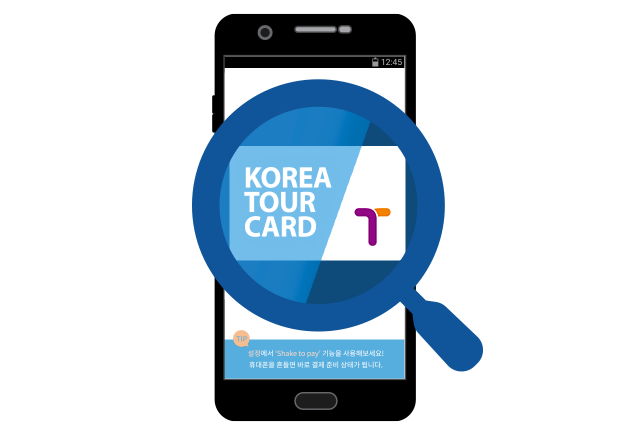 12:45
KOREA
TOUR
CARD
TIP
설정에서 'Shake to pay' 기능을 사용해보세요!
휴대폰을 흔들면 바로 결제 준비 상태가 됩니다.